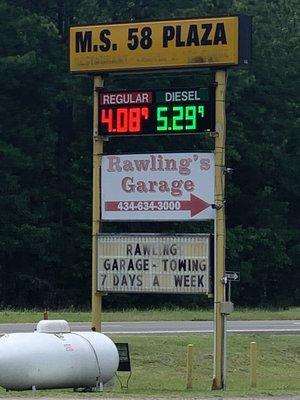 M.S. 58 PLAZA
REGULAR DIESEL
4.08⁹ 5.29⁹
Rawling's
Garage
434-634-3000
RAWLING
GARAGE - TOWING
7 DAYS A WEEK